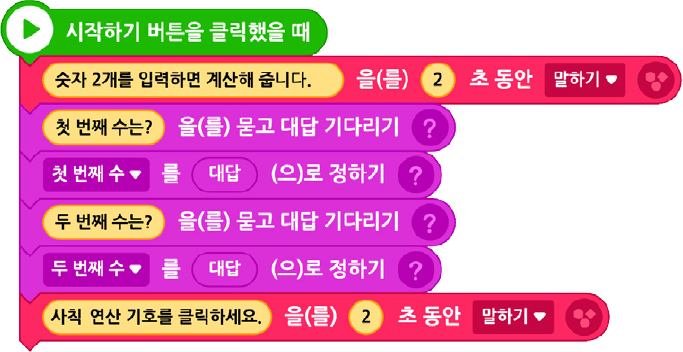 시작하기 버튼을 클릭했을 때
숫자 2개를 입력하면 계산해 줍니다. 을(를) 2 초 동안 말하기
첫 번째 수는? 을(를) 묻고 대답 기다리기 ?
첫 번째 수 를 대답 (으)로 정하기 ?
두 번째 수는? 을(를) 묻고 대답 기다리기 ?
두 번째 수 를 대답 (으)로 정하기 ?
사칙 연산 기호를 클릭하세요. 을(를) 2 초 동안 말하기